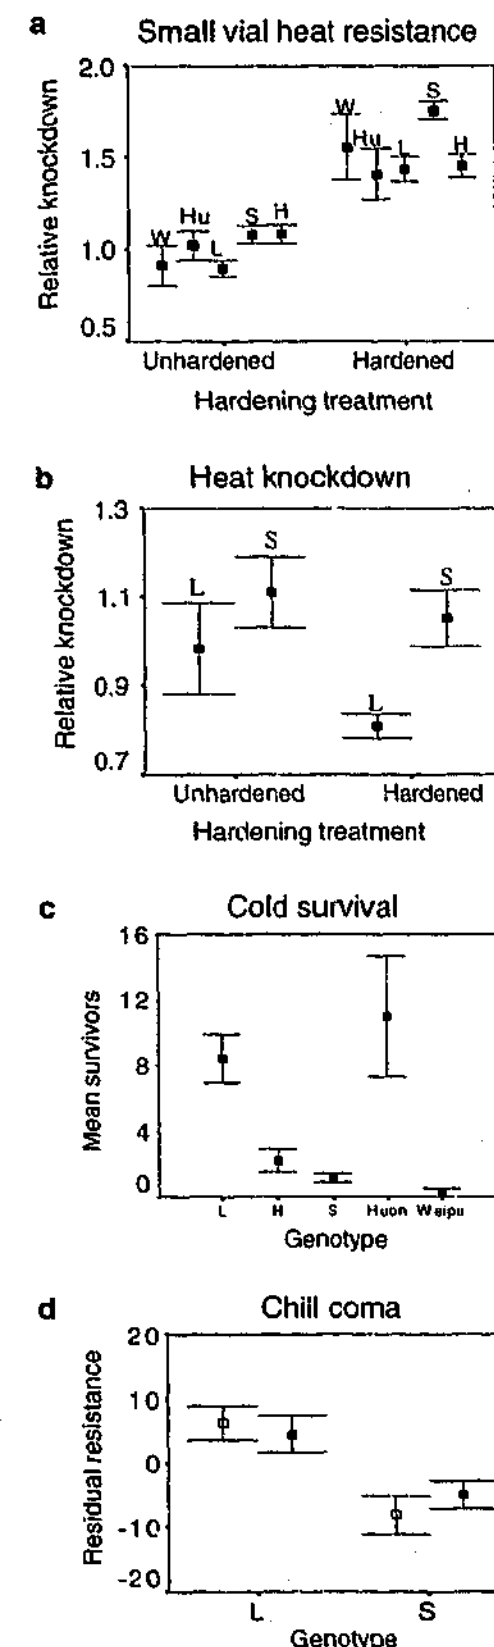 a Small vial heat resistance
2.0
1.5
1.0
0.5
Relative knockdown
W Hu L S H
W Hu L S H
Unhardened Hardened
Hardening treatment
b Heat knockdown
1.3
1.1
0.9
0.7
Relative knockdown
L S
L S
Unhardened Hardened
Hardening treatment
c Cold survival
16
12
8
4
0
Mean survivors
L H S Huon Waipu
Genotype
d Chill coma
20
10
0
-10
-20
Residual resistance
L S
Genotype